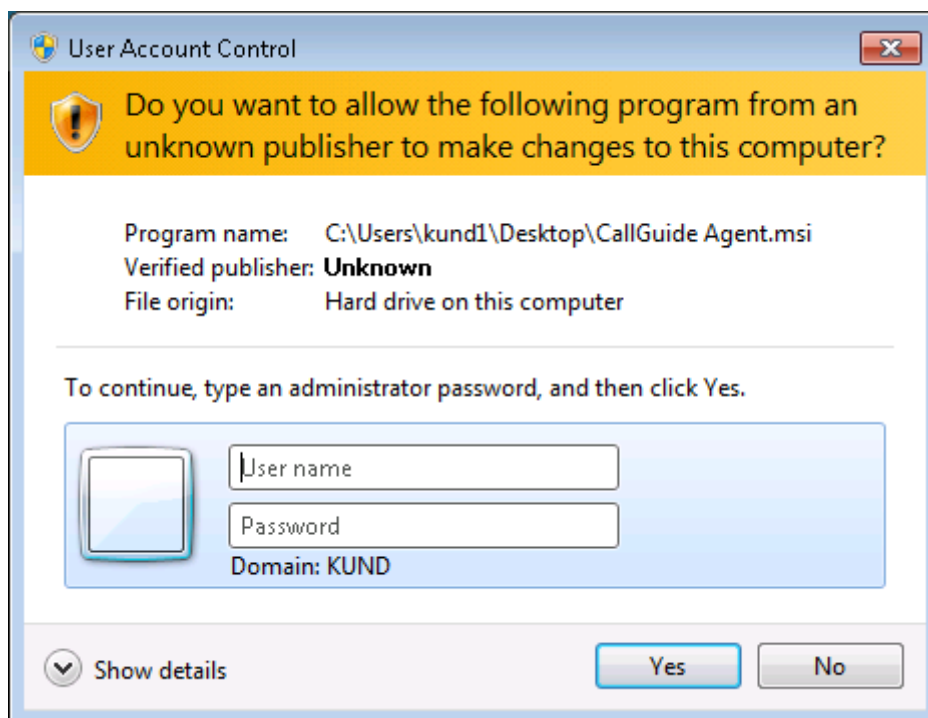 User Account Control
Do you want to allow the following program from an
unknown publisher to make changes to this computer?
Program name: C:\Users\kund1\Desktop\CallGuide Agent.msi
Verified publisher: Unknown
File origin: Hard drive on this computer
To continue, type an administrator password, and then click Yes.
User name
Password
Domain: KUND
Show details
Yes
No